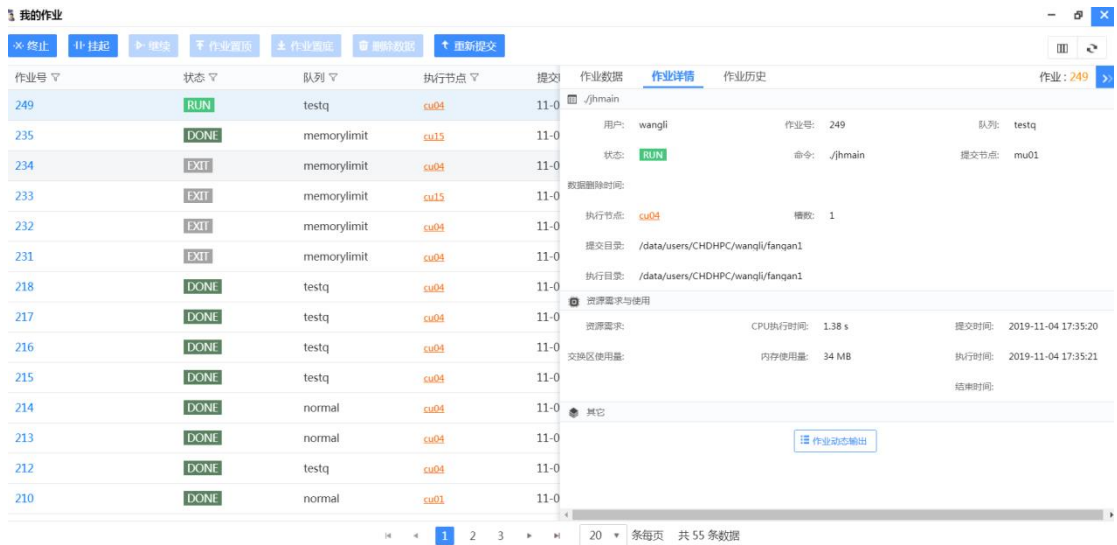 我的作业
终止 挂起 继续 作业置顶 作业置底 删除数据 重新提交
作业号 状态 队列 执行节点 提交
249 RUN testq cu04 11-0
235 DONE memorylimit cu15 11-0
234 EXIT memorylimit cu04 11-0
233 EXIT memorylimit cu15 11-0
232 EXIT memorylimit cu04 11-0
231 EXIT memorylimit cu04 11-0
218 DONE testq cu04 11-0
217 DONE testq cu04 11-0
216 DONE testq cu04 11-0
215 DONE testq cu04 11-0
214 DONE normal cu04 11-0
213 DONE normal cu04 11-0
212 DONE testq cu04 11-0
210 DONE normal cu01 11-0
作业数据 作业详情 作业历史 作业: 249
./jhmain
用户: wangli 作业号: 249 队列: testq
状态: RUN 命令: ./jhmain 提交节点: mu01
数据删除时间:
执行节点: cu04 槽数: 1
提交目录: /data/users/CHDHPC/wangli/fangan1
执行目录: /data/users/CHDHPC/wangli/fangan1
资源需求与使用
资源需求: CPU执行时间: 1.38 s 提交时间: 2019-11-04 17:35:20
交换区使用量: 内存使用量: 34 MB 执行时间: 2019-11-04 17:35:21
结束时间:
其它
作业动态输出
1 2 3 20 条每页 共 55 条数据